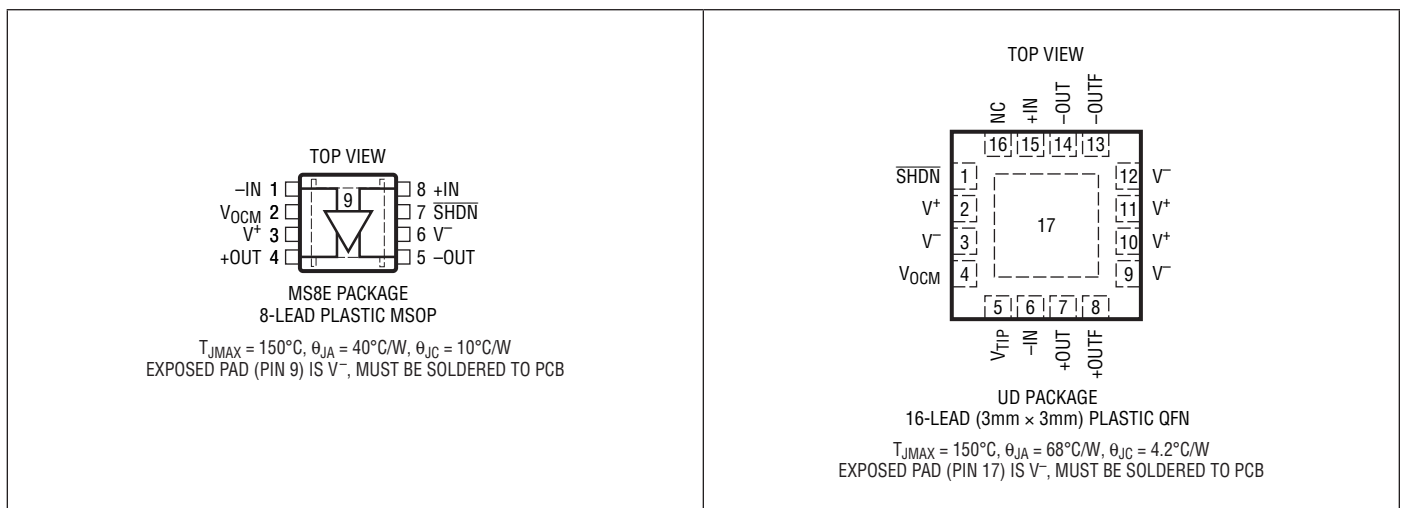 TOP VIEW
–IN 1
VOCM 2
V+ 3
+OUT 4
9
8 +IN
7 SHDN
6 V–
5 –OUT
MS8E PACKAGE
8-LEAD PLASTIC MSOP
TJMAX = 150°C, θJA = 40°C/W, θJC = 10°C/W
EXPOSED PAD (PIN 9) IS V–, MUST BE SOLDERED TO PCB
TOP VIEW
NC +IN –OUT –OUTF
16 15 14 13
SHDN 1
V+ 2
V– 3
VOCM 4
17
12 V–
11 V+
10 V+
9 V–
5 6 7 8
VTIP –IN +OUT +OUTF
UD PACKAGE
16-LEAD (3mm × 3mm) PLASTIC QFN
TJMAX = 150°C, θJA = 68°C/W, θJC = 4.2°C/W
EXPOSED PAD (PIN 17) IS V–, MUST BE SOLDERED TO PCB